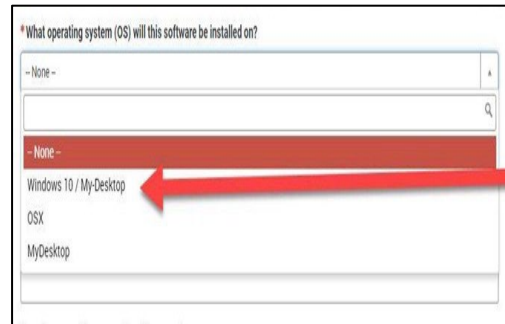 *What operating system (OS) will this software be installed on?
-- None --
-- None --
Windows 10 / My-Desktop
OSX
MyDesktop